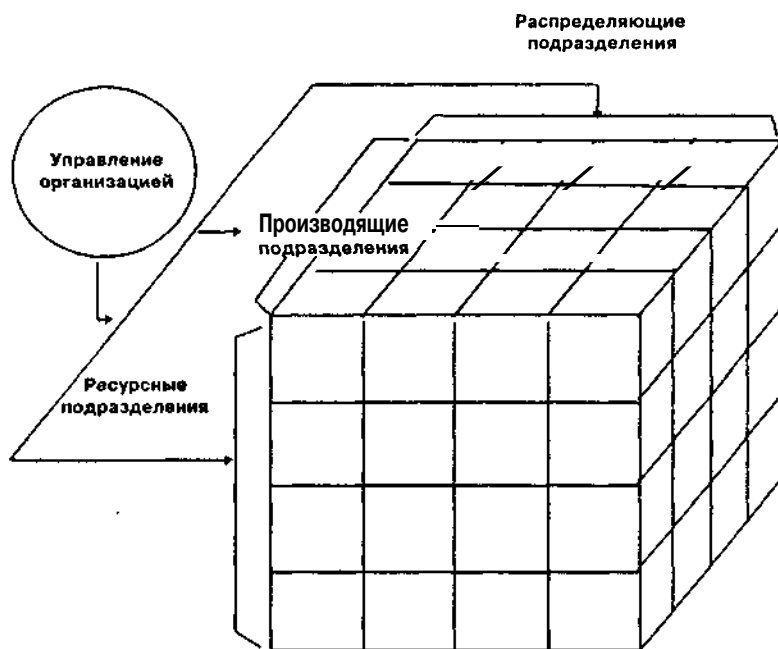 Распределяющие
подразделения
Управление
организацией
Производящие
подразделения
Ресурсные
подразделения